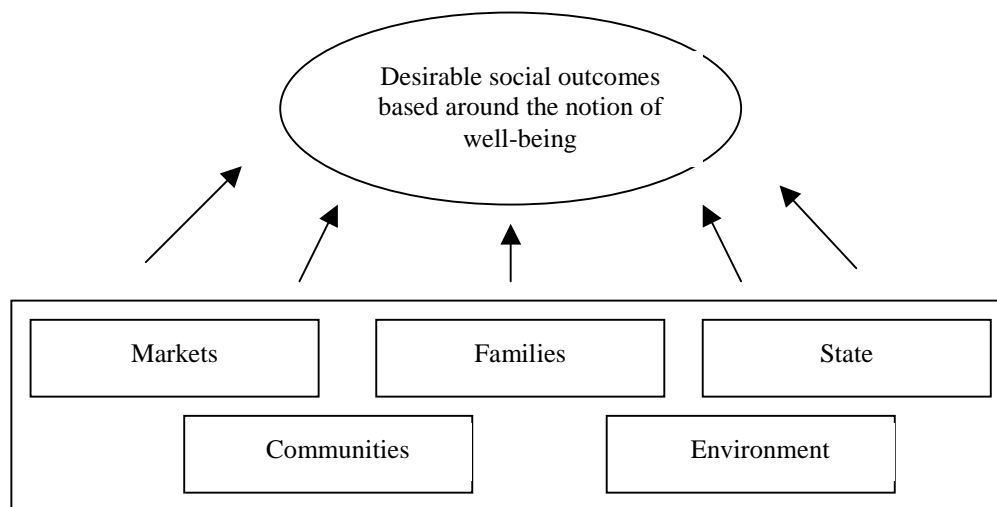 Desirable social outcomes
based around the notion of
well-being
Markets
Families
State
Communities
Environment